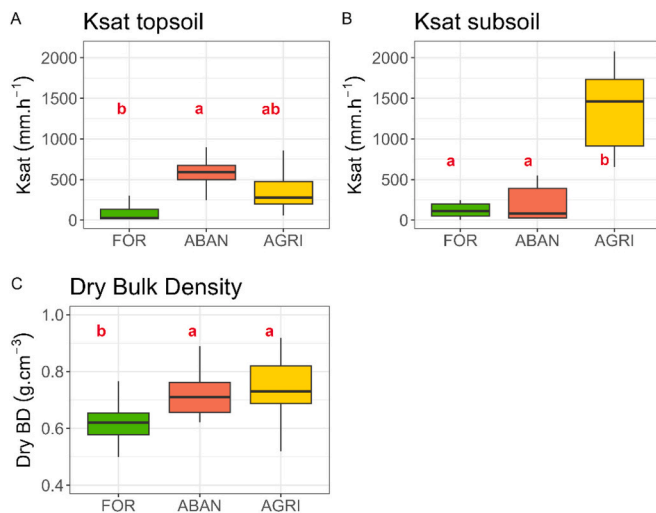 A
Ksat topsoil
Ksat (mm.h⁻¹)
2000
1500
1000
500
0
b
a
ab
FOR
ABAN
AGRI
B
Ksat subsoil
Ksat (mm.h⁻¹)
2000
1500
1000
500
0
a
a
b
FOR
ABAN
AGRI
C
Dry Bulk Density
Dry BD (g.cm⁻³)
1.0
0.8
0.6
0.4
b
a
a
FOR
ABAN
AGRI